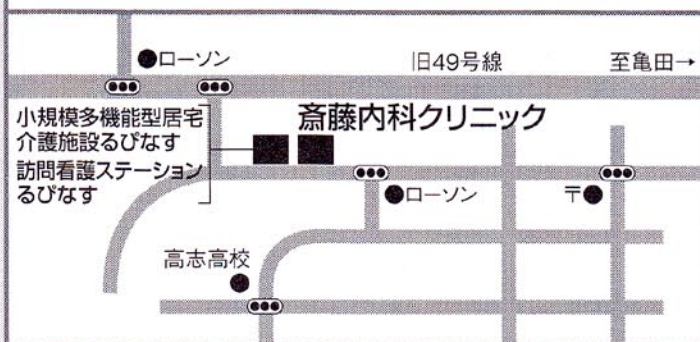 ローソン
旧49号線
至亀田→
小規模多機能型居宅
介護施設るぴなす
訪問看護ステーション
るぴなす
斎藤内科クリニック
ローソン
〒
高志高校